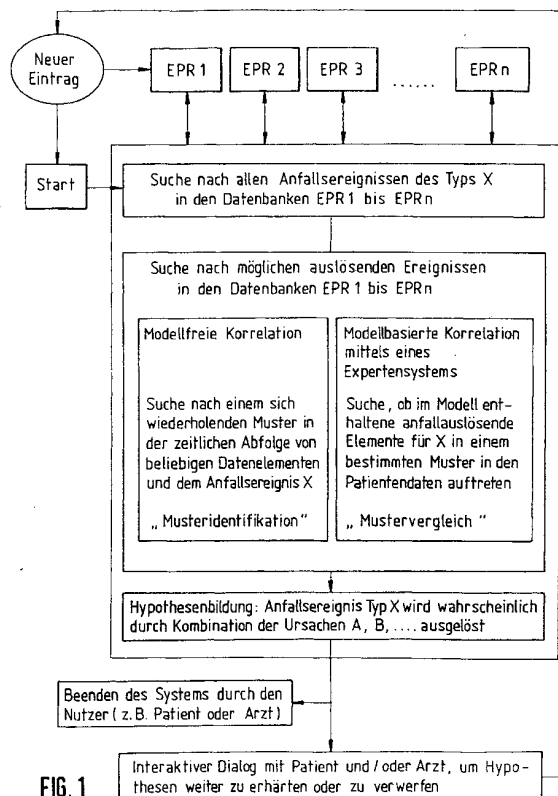 Neuer
Eintrag
EPR 1
EPR 2
EPR 3
......
EPR n
Start
Suche nach allen Anfallsereignissen des Typs X
in den Datenbanken EPR 1 bis EPR n
Suche nach möglichen auslösenden Ereignissen
in den Datenbanken EPR 1 bis EPR n
Modellfreie Korrelation
Suche nach einem sich
wiederholenden Muster in
der zeitlichen Abfolge von
beliebigen Datenelementen
und dem Anfallsereignis X
„Musteridentifikation"
Modellbasierte Korrelation
mittels eines
Expertensystems
Suche, ob im Modell ent-
haltene anfallauslösende
Elemente für X in einem
bestimmten Muster in den
Patientendaten auftreten
„Mustervergleich"
Hypothesenbildung: Anfallsereignis Typ X wird wahrscheinlich
durch Kombination der Ursachen A, B, .... ausgelöst
Beenden des Systems durch den
Nutzer (z.B. Patient oder Arzt)
Interaktiver Dialog mit Patient und / oder Arzt, um Hypo-
thesen weiter zu erhärten oder zu verwerfen
FIG. 1